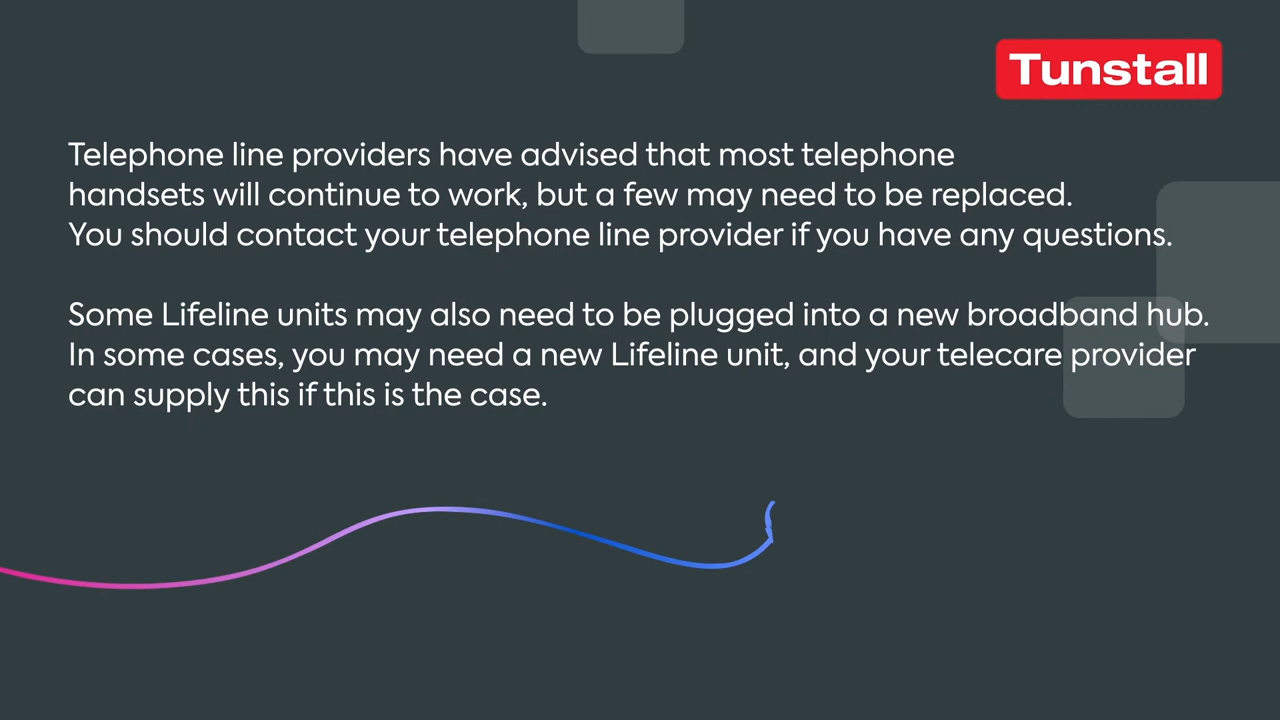 Tunstall
Telephone line providers have advised that most telephone
handsets will continue to work, but a few may need to be replaced.
You should contact your telephone line provider if you have any questions.
Some Lifeline units may also need to be plugged into a new broadband hub.
In some cases, you may need a new Lifeline unit, and your telecare provider
can supply this if this is the case.